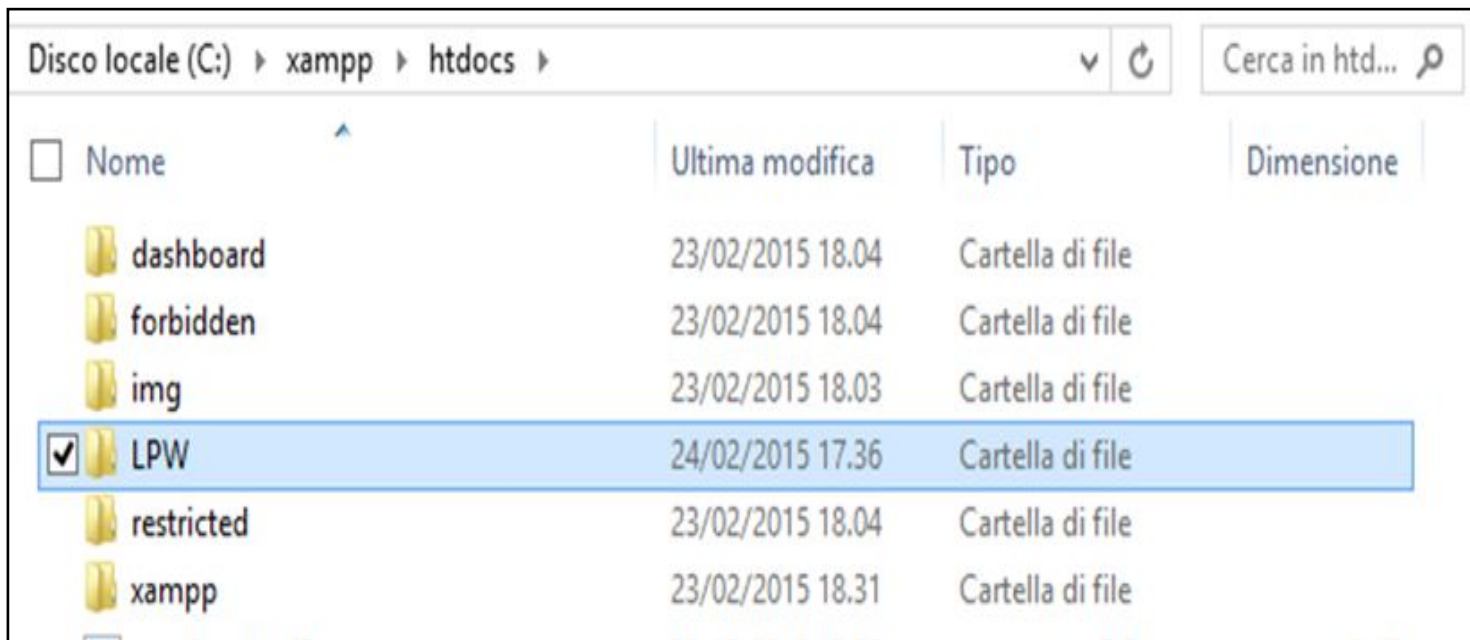 Disco locale (C:) xampp htdocs Cerca in htd...
Nome Ultima modifica Tipo Dimensione
dashboard 23/02/2015 18.04 Cartella di file
forbidden 23/02/2015 18.04 Cartella di file
img 23/02/2015 18.03 Cartella di file
LPW 24/02/2015 17.36 Cartella di file
restricted 23/02/2015 18.04 Cartella di file
xampp 23/02/2015 18.31 Cartella di file